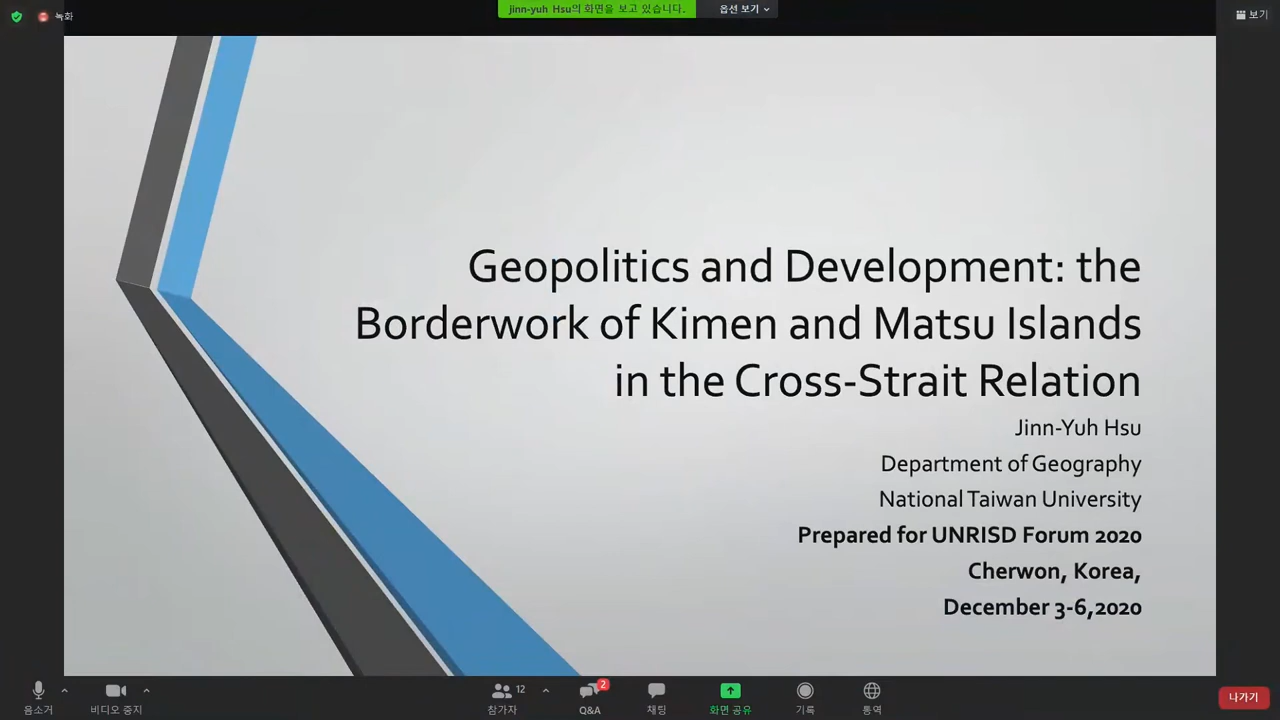 녹화
Jinn-yuh Hsu의 화면을 보고 있습니다.
옵션 보기
보기
Geopolitics and Development: the
Borderwork of Kimen and Matsu Islands
in the Cross-Strait Relation
Jinn-Yuh Hsu
Department of Geography
National Taiwan University
Prepared for UNRISD Forum 2020
Cherwon, Korea,
December 3-6,2020
음소거
비디오 중지
12
참가자
2
Q&A
채팅
화면 공유
기록
통역
나가기